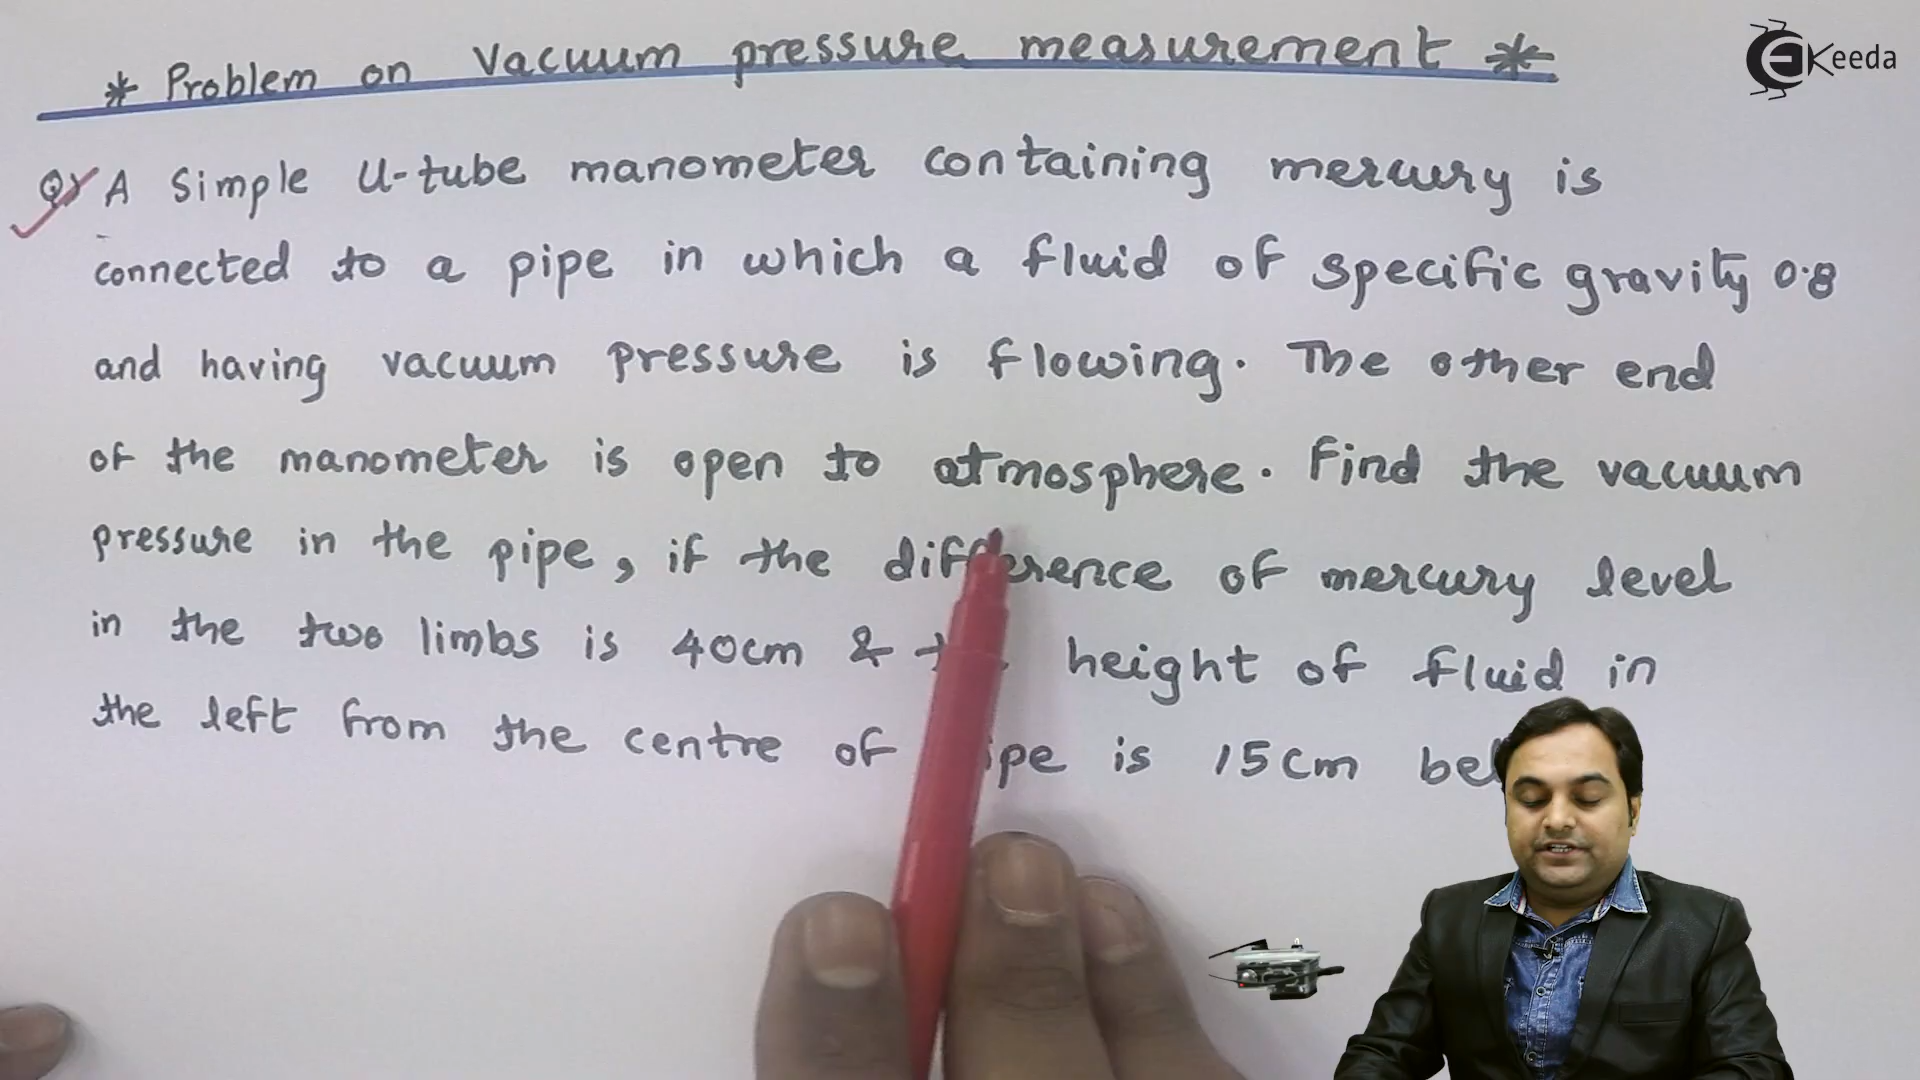 * Problem on Vacuum pressure measurement *
Keeda
Q) A Simple U-tube manometer containing mercury is
connected to a pipe in which a fluid of specific gravity 0.8
and having vacuum pressure is flowing. The other end
of the manometer is open to atmosphere. Find the vacuum
pressure in the pipe, if the difference of mercury level
in the two limbs is 40cm & height of fluid in
the left from the centre of is 15cm